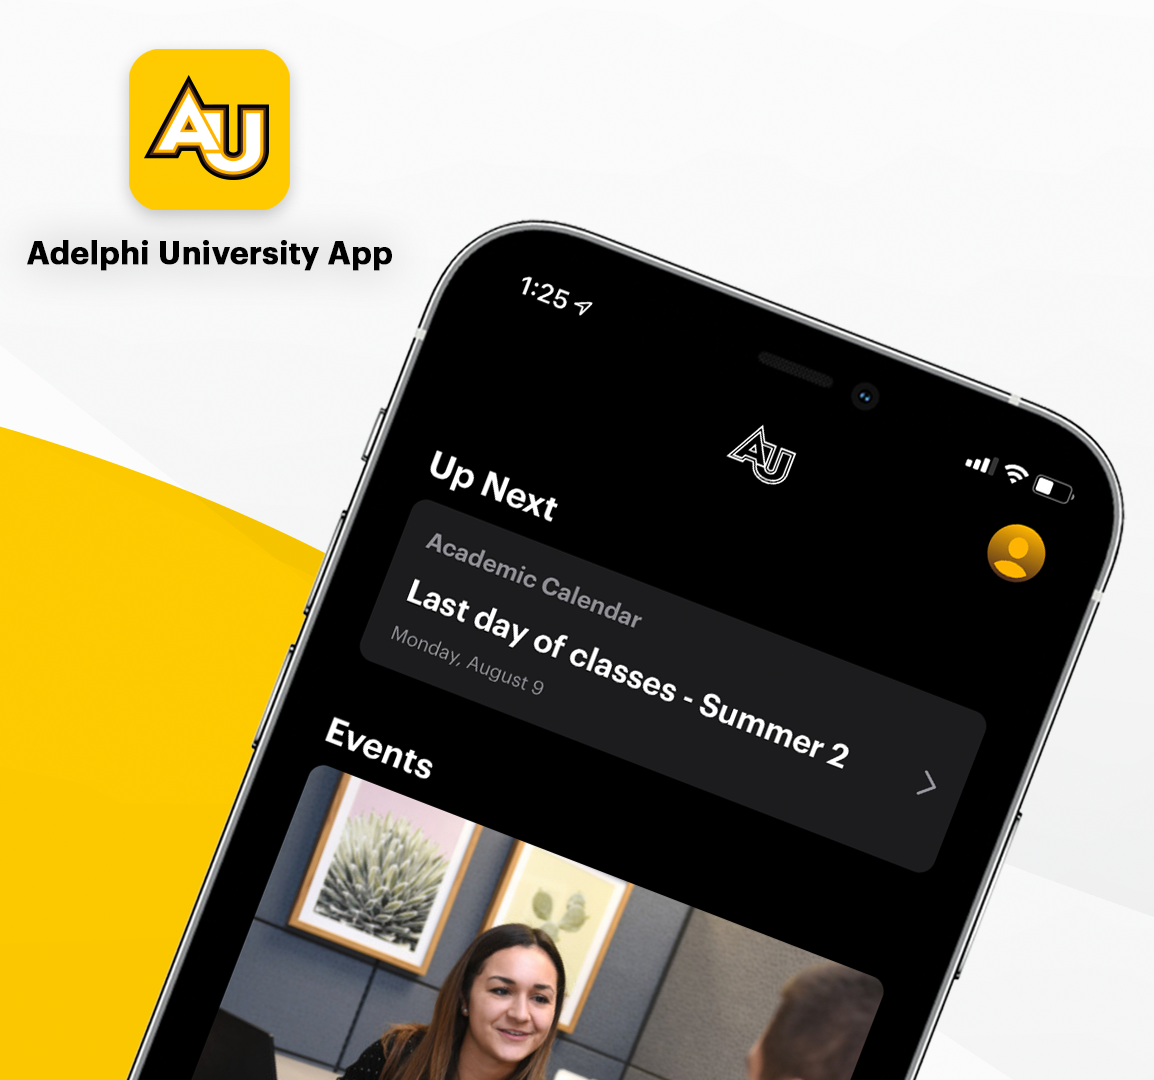 AU
Adelphi University App
1:25
AU
Up Next
Academic Calendar
Last day of classes - Summer 2
Monday, August 9
Events